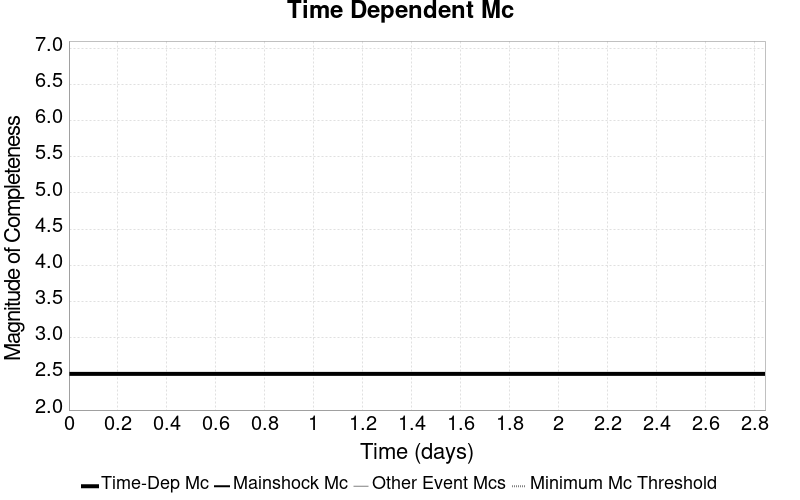 Time Dependent Mc
Magnitude of Completeness
7.0
6.5
6.0
5.5
5.0
4.5
4.0
3.5
3.0
2.5
2.0
0 0.2 0.4 0.6 0.8 1 1.2 1.4 1.6 1.8 2 2.2 2.4 2.6 2.8
Time (days)
Time-Dep Mc Mainshock Mc Other Event Mcs Minimum Mc Threshold